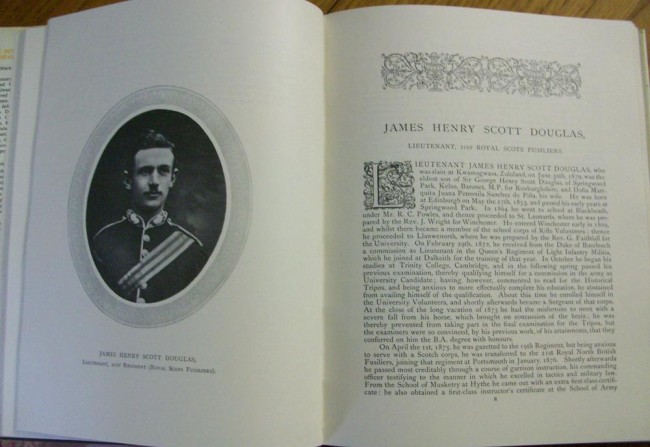 JAMES HENRY SCOTT DOUGLAS,
Lieutenant, 21st Regiment (Royal Scots Fusiliers).
JAMES HENRY SCOTT DOUGLAS,
LIEUTENANT, 21ST ROYAL SCOTS FUSILIERS.
LIEUTENANT JAMES HENRY SCOTT DOUGLAS, who
was slain at Kwamagwasa, Zululand, on June 30th, 1879, was the
eldest son of Sir George Henry Scott Douglas of Springwood
Park, Kelso, Baronet, M.P. for Roxburghshire, and Doña Mar-
quita Juana Petronila Sanchez de Piña, his wife. He was born
at Edinburgh on May 27th, 1853, and passed his early years at
Springwood Park. In 1864 he went to school at Blackheath,
under Mr. R. C. Powles, and thence proceeded to St. Leonards, where he was pre-
pared by the Rev. J. Wright for Winchester. He entered Winchester early in 1869,
and whilst there became a member of the school corps of Rifle Volunteers; thence
he proceeded to Llanwenorth, where he was prepared by the Rev. G. Faithfull for
the University. On February 29th, 1872, he received from the Duke of Buccleuch
a commission as Lieutenant in the Queen's Regiment of Light Infantry Militia,
which he joined at Dalkeith for the training of that year. In October he began his
studies at Trinity College, Cambridge, and in the following spring passed his
previous examination, thereby qualifying himself for a commission in the army as
University Candidate; having, however, commenced to read for the Historical
Tripos, and being anxious to more effectually complete his education, he abstained
from availing himself of the qualification. About this time he enrolled himself in
the University Volunteers, and shortly afterwards became a Sergeant of that corps.
At the close of the long vacation of 1873 he had the misfortune to meet with a
severe fall from his horse, which brought on concussion of the brain: he was
thereby prevented from taking part in the final examination for the Tripos, but
the examiners were so convinced, by his previous work, of his attainments, that they
conferred on him the B.A. degree with honours.
On April the 1st, 1875, he was gazetted to the 19th Regiment, but being anxious
to serve with a Scotch corps, he was transferred to the 21st Royal North British
Fusiliers, joining that regiment at Portsmouth in January, 1876. Shortly afterwards
he passed most creditably through a course of garrison instruction, his commanding
officer testifying to the manner in which he excelled in tactics and military law.
From the School of Musketry at Hythe he came out with an extra first-class certifi-
cate; he also obtained a first-class instructor's certificate at the School of Army